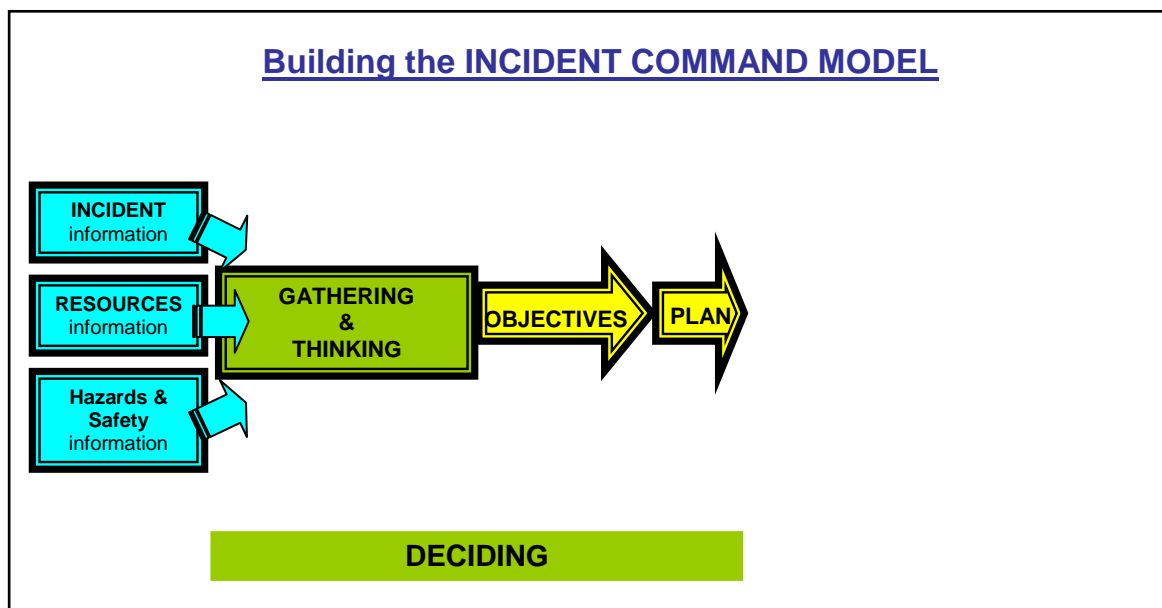 Building the INCIDENT COMMAND MODEL
INCIDENT
information
RESOURCES
information
Hazards &
Safety
information
GATHERING
&
THINKING
OBJECTIVES
PLAN
DECIDING